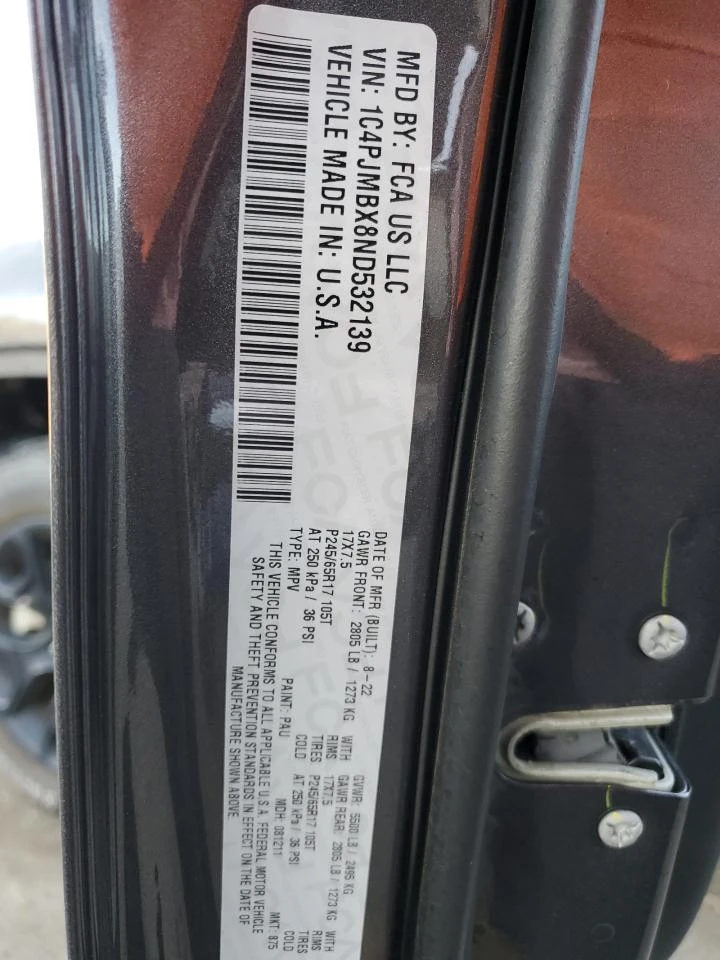 MFD BY: FCA US LLC
VIN: 1C4PJMBX8ND532139
VEHICLE MADE IN: U.S.A.
DATE OF MFR (BUILT): 8-22 GVWR: 5500 LB / 2495 KG
GAWR FRONT: 2805 LB / 1273 KG WITH GAWR REAR: 2805 LB / 1273 KG WITH
17X7.5 RIMS 17X7.5 RIMS
P245/65R17 105T TIRES P245/65R17 105T TIRES
AT 250 kPa / 36 PSI COLD AT 250 kPa / 36 PSI COLD
TYPE: MPV PAINT: PAU MDH: 081211 MKT: 875
THIS VEHICLE CONFORMS TO ALL APPLICABLE U.S.A. FEDERAL MOTOR VEHICLE
SAFETY AND THEFT PREVENTION STANDARDS IN EFFECT ON THE DATE OF
MANUFACTURE SHOWN ABOVE.